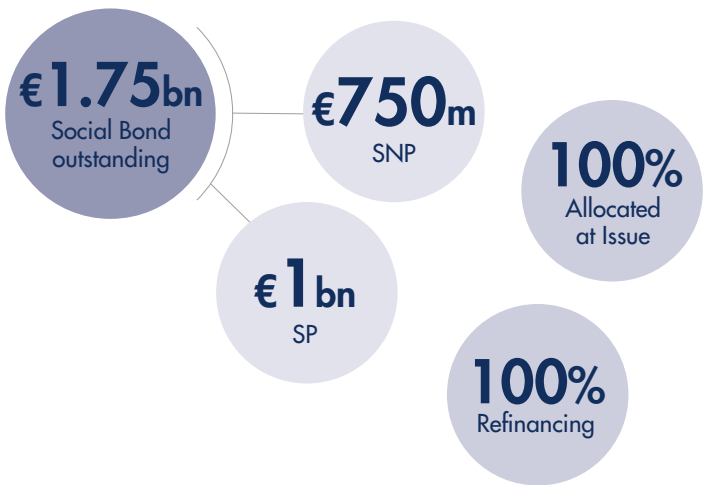 €1.75bn
Social Bond
outstanding
€750m
SNP
€1bn
SP
100%
Allocated
at Issue
100%
Refinancing